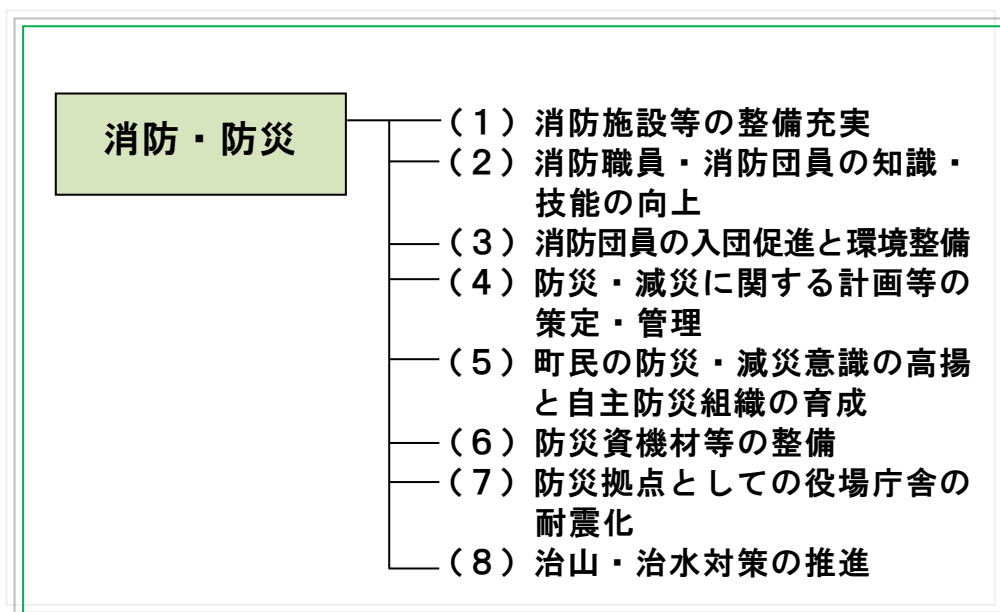 消防・防災
（１）消防施設等の整備充実
（２）消防職員・消防団員の知識・
技能の向上
（３）消防団員の入団促進と環境整備
（４）防災・減災に関する計画等の
策定・管理
（５）町民の防災・減災意識の高揚
と自主防災組織の育成
（６）防災資機材等の整備
（７）防災拠点としての役場庁舎の
耐震化
（８）治山・治水対策の推進